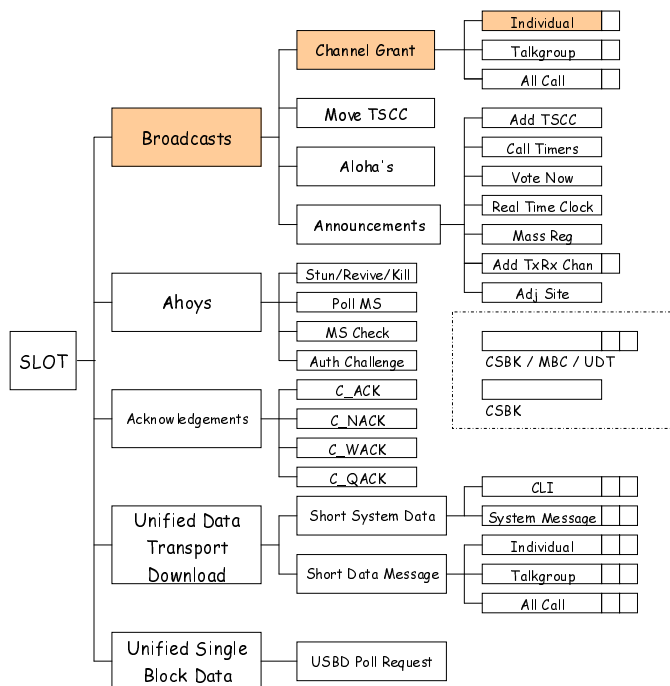 Individual
Channel Grant
Talkgroup
All Call
Move TSCC
Add TSCC
Broadcasts
Call Timers
Aloha's
Vote Now
Real Time Clock
Announcements
Mass Reg
Add TxRx Chan
Stun/Revive/Kill
Adj Site
Ahoys
Poll MS
MS Check
SLOT
Auth Challenge
CSBK / MBC / UDT
C_ACK
CSBK
Acknowledgements
C_NACK
C_WACK
C_QACK
CLI
Unified Data
Transport
Download
Short System Data
System Message
Individual
Short Data Message
Talkgroup
All Call
Unified Single
Block Data
USBD Poll Request